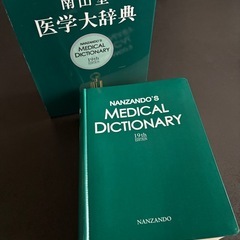 南山堂
医学大辞典
NANZANDO'S
MEDICAL
DICTIONARY
19th
NANZANDO'S
MEDICAL
DICTIONARY
19th
NANZANDO